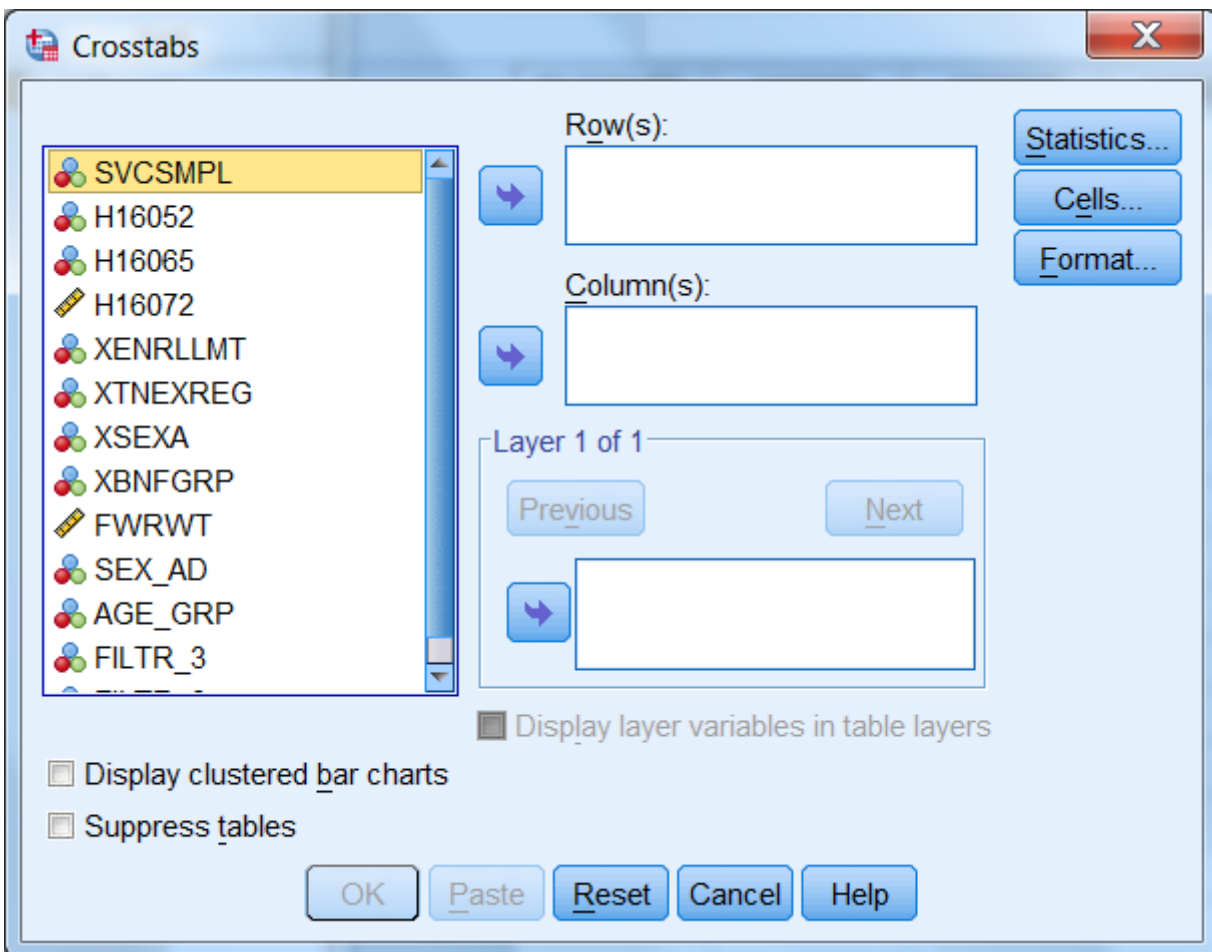 Crosstabs
SVCSMPL
H16052
H16065
H16072
XENRLLMT
XTNEXREG
XSEXA
XBNFGRP
FWRWT
SEX_AD
AGE_GRP
FILTR_3
Row(s):
Column(s):
Layer 1 of 1
Previous
Next
Display layer variables in table layers
Statistics...
Cells...
Format...
Display clustered bar charts
Suppress tables
OK
Paste
Reset
Cancel
Help